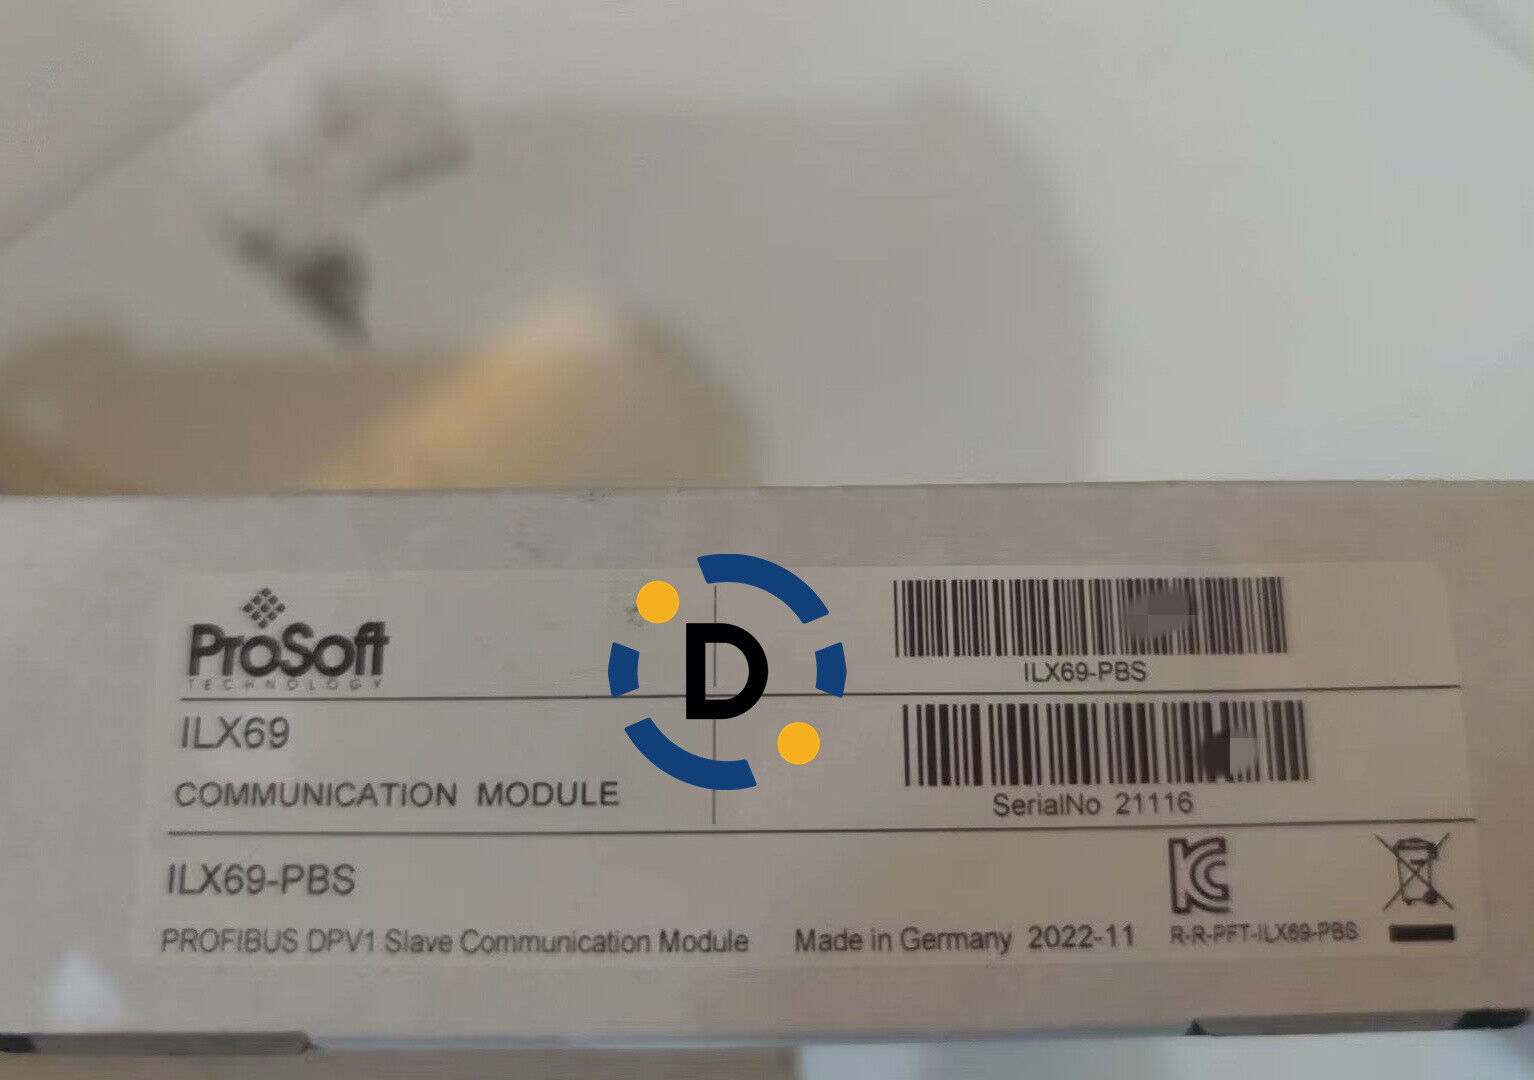 ProSoft
TECHNOLOGY
ILX69-PBS
ILX69
COMMUNICATION MODULE
SerialNo 21116
ILX69-PBS
PROFIBUS DPV1 Slave Communication Module
Made in Germany 2022-11
R-R-PFT-ILX69-PBS
D